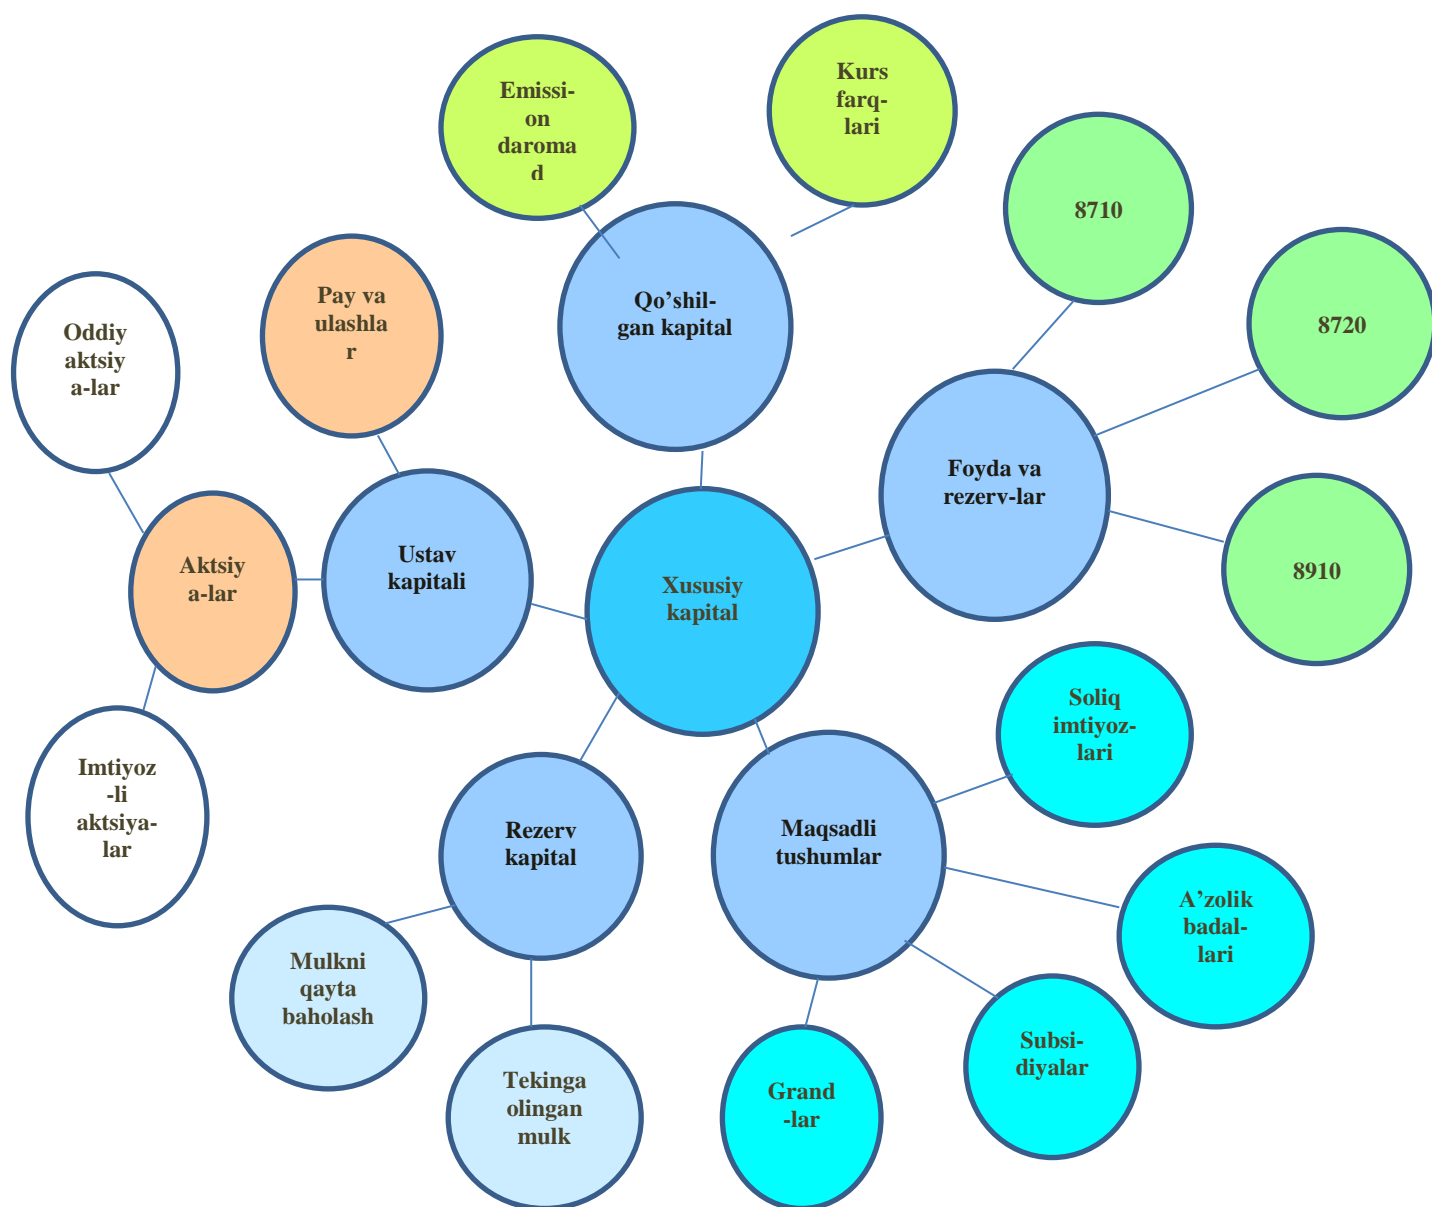 Emissi-
on
daroma
d
Kurs
farq-
lari
8710
8720
Pay va
ulashla
r
Qo’shil-
gan kapital
Oddiy
aktsiy
a-lar
Foyda va
rezerv-lar
Aktsiy
a-lar
Ustav
kapitali
Xususiy
kapital
8910
Imtiyoz
-li
aktsiya-
lar
Rezerv
kapital
Maqsadli
tushumlar
Soliq
imtiyoz-
lari
A’zolik
badal-
lari
Mulkni
qayta
baholash
Tekinga
olingan
mulk
Grand
-lar
Subsi-
diyalar